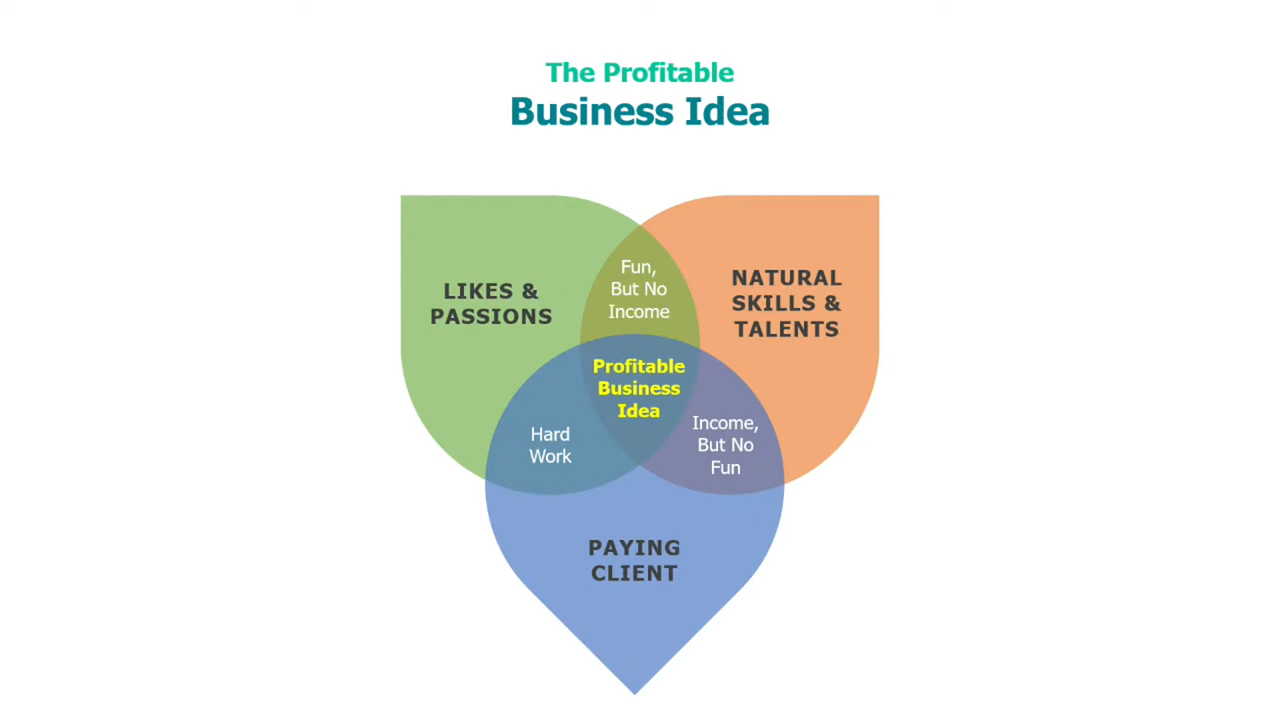 The Profitable
Business Idea
LIKES &
PASSIONS
Fun,
But No
Income
NATURAL
SKILLS &
TALENTS
Profitable
Business
Idea
Hard
Work
Income,
But No
Fun
PAYING
CLIENT